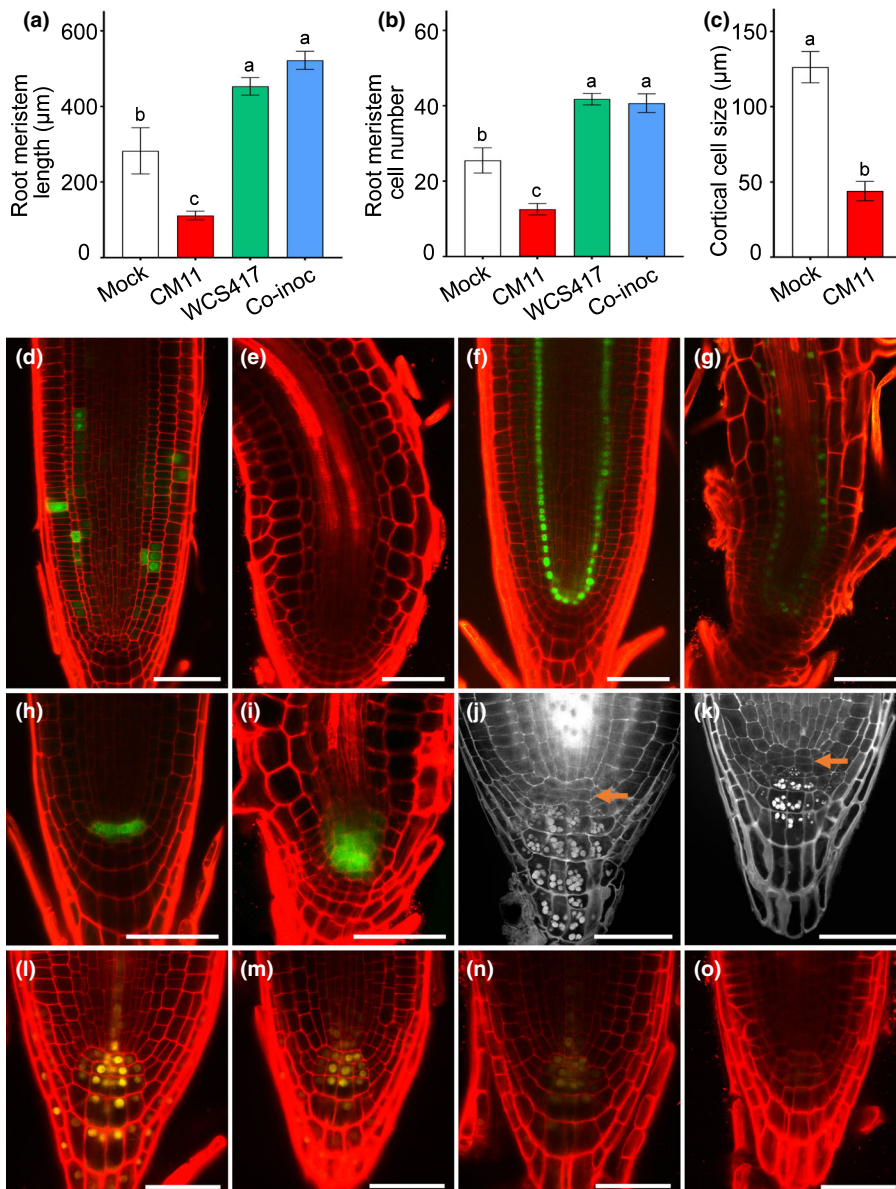 (a)
Root meristem
length (µm)
600
400
200
0
b
c
a
a
Mock
CM11
WCS417
Co-inoc
(b)
Root meristem
cell number
60
40
20
0
b
c
a
a
Mock
CM11
WCS417
Co-inoc
(c)
Cortical cell size (µm)
150
100
50
0
a
b
Mock
CM11
(d)
(e)
(f)
(g)
(h)
(i)
(j)
(k)
(l)
(m)
(n)
(o)